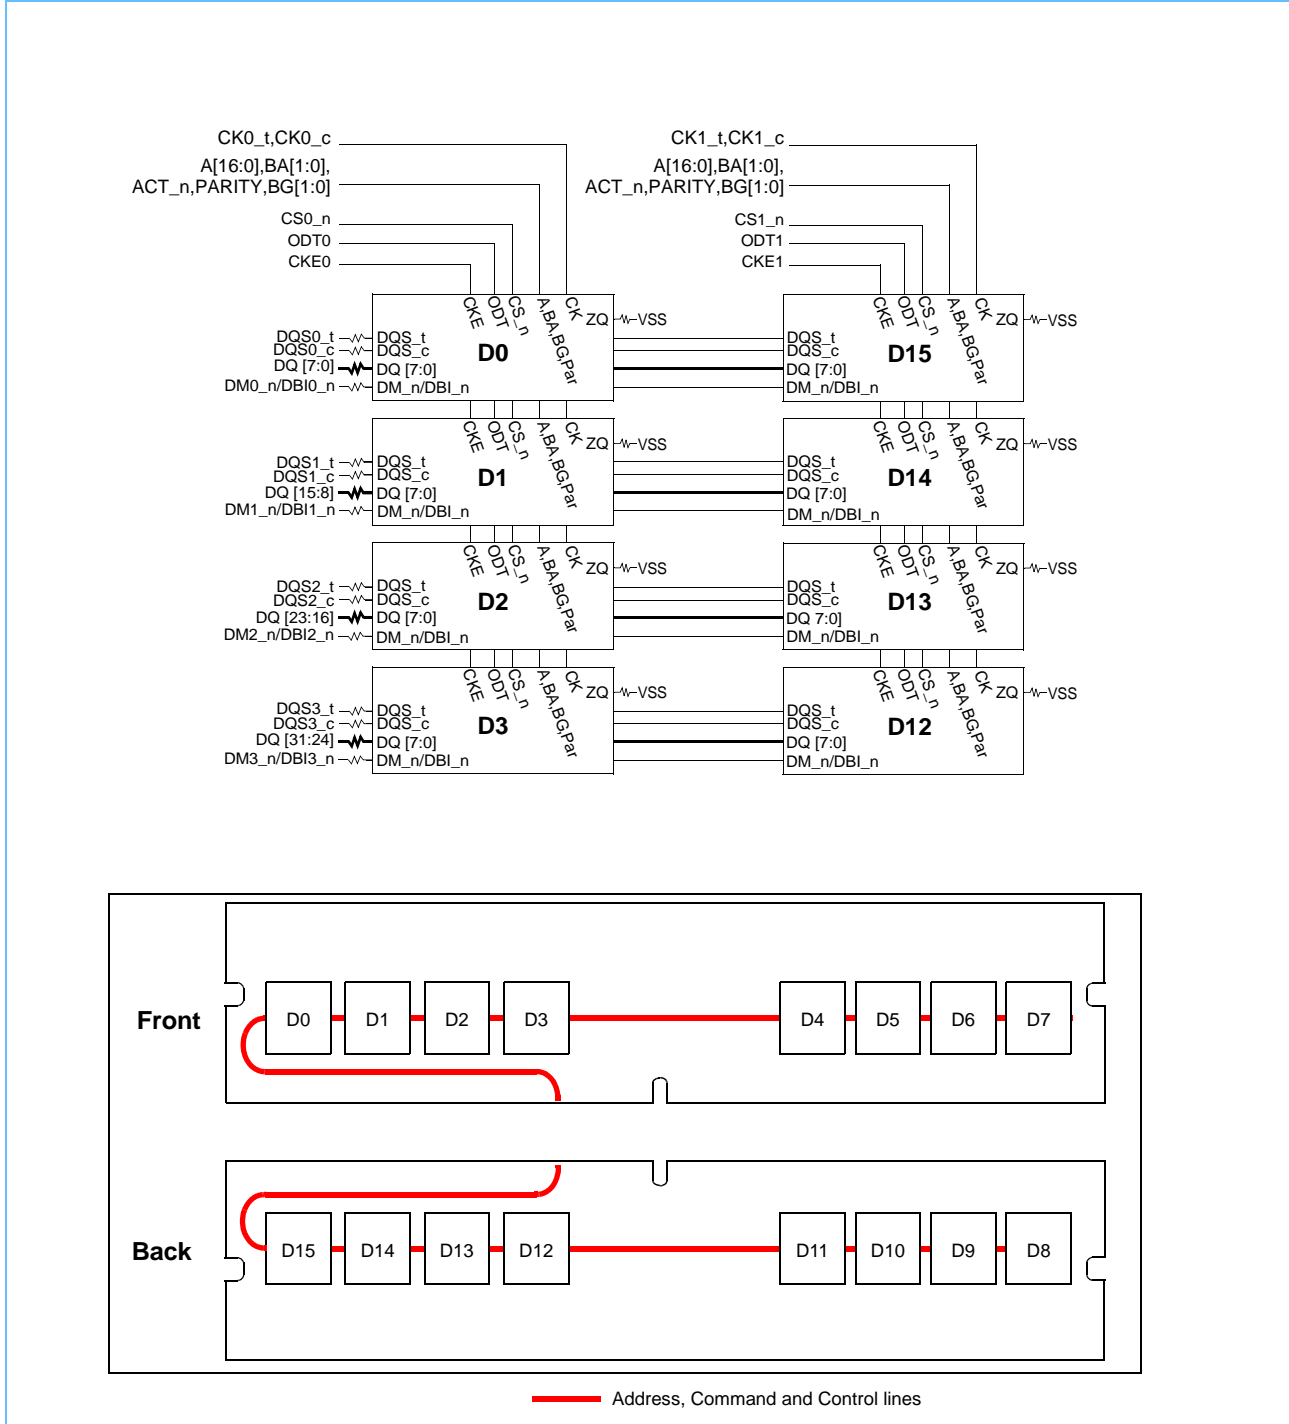 CK0_t,CK0_c
A[16:0],BA[1:0],
ACT_n,PARITY,BG[1:0]
CS0_n
ODT0
CKE0
CK1_t,CK1_c
A[16:0],BA[1:0],
ACT_n,PARITY,BG[1:0]
CS1_n
ODT1
CKE1
CKE ODT CS_n A,BA,BG,Par CK ZQ VSS
DQS0_t DQS_t
DQS0_c DQS_c
DQ [7:0] DQ [7:0]
DM0_n/DBI0_n DM_n/DBI_n
D0
CKE ODT CS_n A,BA,BG,Par CK ZQ VSS
DQS_t
DQS_c
DQ [7:0]
DM_n/DBI_n
D15
CKE ODT CS_n A,BA,BG,Par CK ZQ VSS
DQS1_t DQS_t
DQS1_c DQS_c
DQ [15:8] DQ [7:0]
DM1_n/DBI1_n DM_n/DBI_n
D1
CKE ODT CS_n A,BA,BG,Par CK ZQ VSS
DQS_t
DQS_c
DQ [7:0]
DM_n/DBI_n
D14
CKE ODT CS_n A,BA,BG,Par CK ZQ VSS
DQS2_t DQS_t
DQS2_c DQS_c
DQ [23:16] DQ [7:0]
DM2_n/DBI2_n DM_n/DBI_n
D2
CKE ODT CS_n A,BA,BG,Par CK ZQ VSS
DQS_t
DQS_c
DQ 7:0]
DM_n/DBI_n
D13
CKE ODT CS_n A,BA,BG,Par CK ZQ VSS
DQS3_t DQS_t
DQS3_c DQS_c
DQ [31:24] DQ [7:0]
DM3_n/DBI3_n DM_n/DBI_n
D3
CKE ODT CS_n A,BA,BG,Par CK ZQ VSS
DQS_t
DQS_c
DQ [7:0]
DM_n/DBI_n
D12
Front D0 D1 D2 D3 D4 D5 D6 D7
Back D15 D14 D13 D12 D11 D10 D9 D8
Address, Command and Control lines